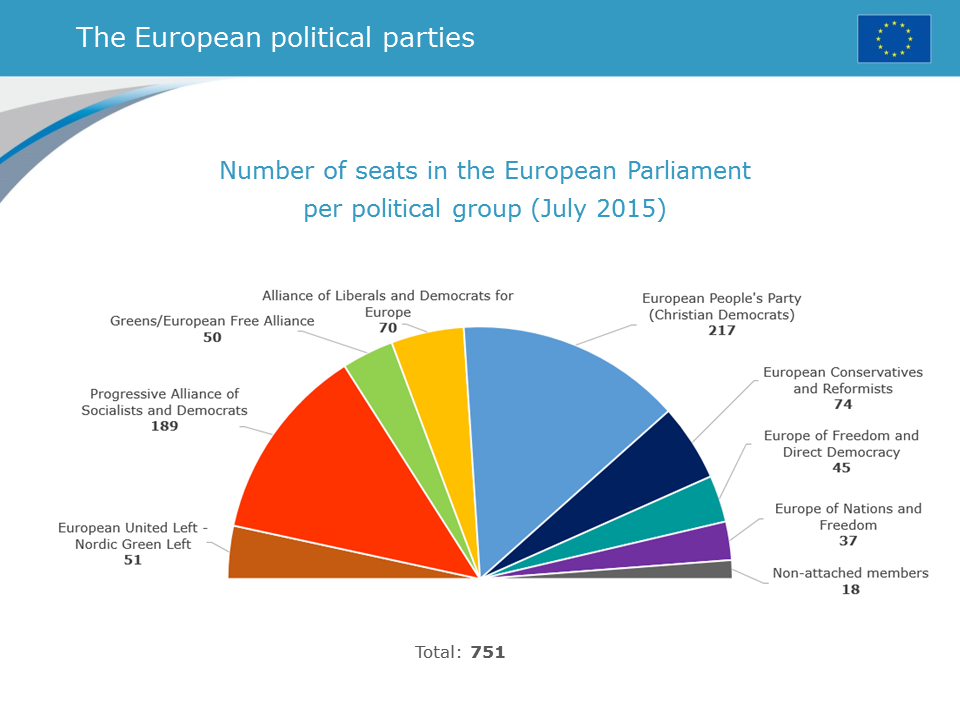 The European political parties
Number of seats in the European Parliament
per political group (July 2015)
Alliance of Liberals and Democrats for
Europe
70
Greens/European Free Alliance
50
Progressive Alliance of
Socialists and Democrats
189
European United Left -
Nordic Green Left
51
European People's Party
(Christian Democrats)
217
European Conservatives
and Reformists
74
Europe of Freedom and
Direct Democracy
45
Europe of Nations and
Freedom
37
Non-attached members
18
Total: 751